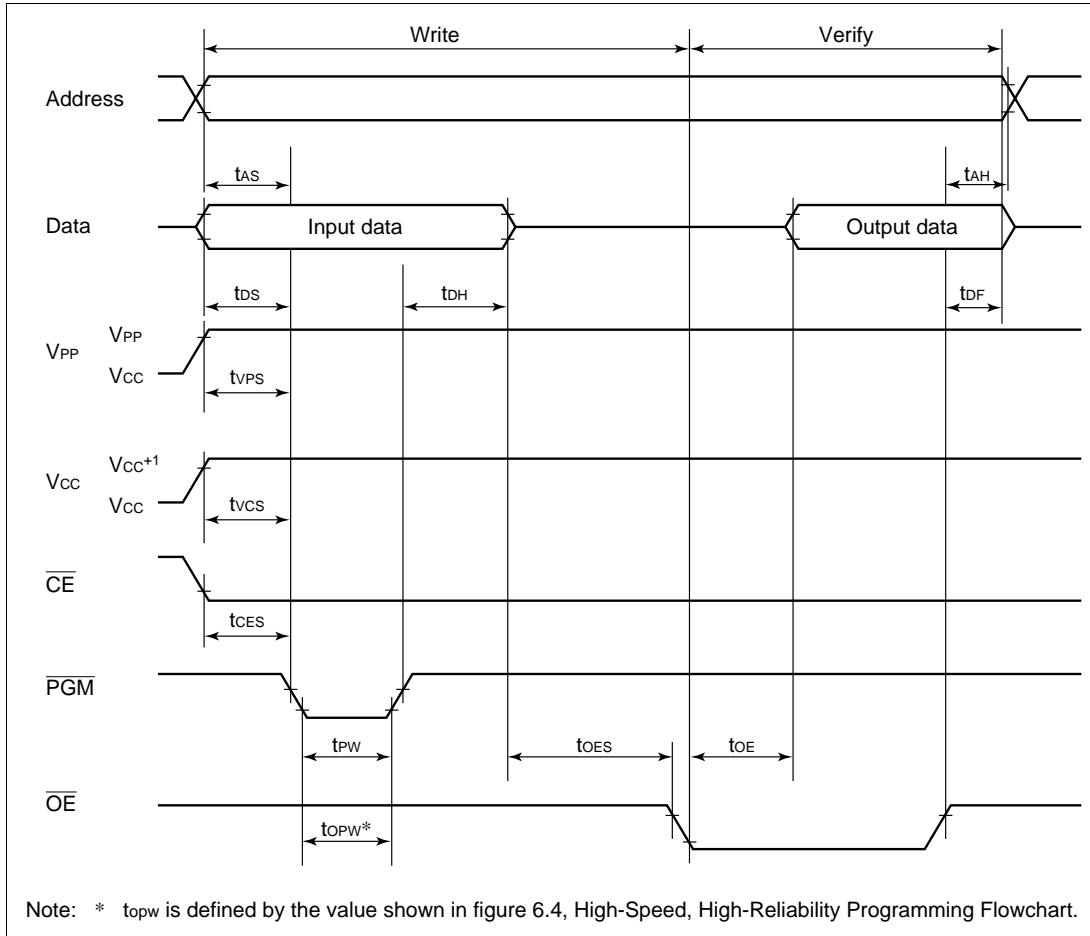 Write Verify
Address
tAS tAH
Data Input data Output data
tDS tDH tDF
VPP VPP
VCC
tVPS
VCC VCC+1
VCC
tVCS
CE
tCES
PGM
tPW tOES tOE
OE
tOPW*
Note: * topw is defined by the value shown in figure 6.4, High-Speed, High-Reliability Programming Flowchart.